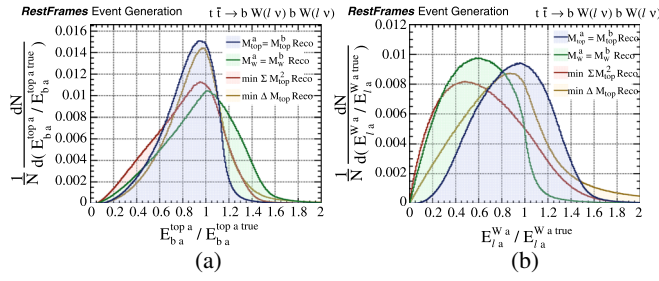 RestFrames Event Generation
t t̄ → b W(l ν) b W(l ν)
M^a_top = M^b_top Reco
M^a_W = M^b_W Reco
min Σ M²_top Reco
min Δ M_top Reco
1/N dN / d( E^top a_b a / E^top a true_b a )
0.016
0.014
0.012
0.01
0.008
0.006
0.004
0.002
0
0 0.2 0.4 0.6 0.8 1 1.2 1.4 1.6 1.8 2
E^top a_b a / E^top a true_b a
(a)
t t̄ → b W(l ν) b W(l ν)
RestFrames Event Generation
M^a_top = M^b_top Reco
M^a_W = M^b_W Reco
min Σ M²_top Reco
min Δ M_top Reco
1/N dN / d( E^W a_l a / E^W a true_l a )
0.012
0.01
0.008
0.006
0.004
0.002
0
0 0.2 0.4 0.6 0.8 1 1.2 1.4 1.6 1.8 2
E^W a_l a / E^W a true_l a
(b)